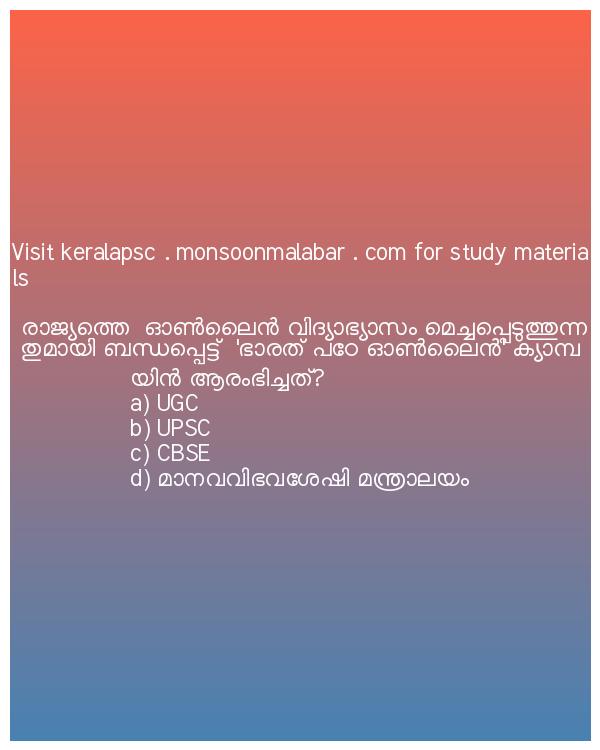 Visit keralapsc . monsoonmalabar . com for study materia
ls
രാജ്യത്തെ ഓൺലൈൻ വിദ്യാഭ്യാസം മെച്ചപ്പെടുത്തുന്ന
തുമായി ബന്ധപ്പെട്ട് 'ഭാരത് പഠേ ഓൺലൈൻ' ക്യാമ്പ
യിൻ ആരംഭിച്ചത്?
a) UGC
b) UPSC
c) CBSE
d) മാനവവിഭവശേഷി മന്ത്രാലയം